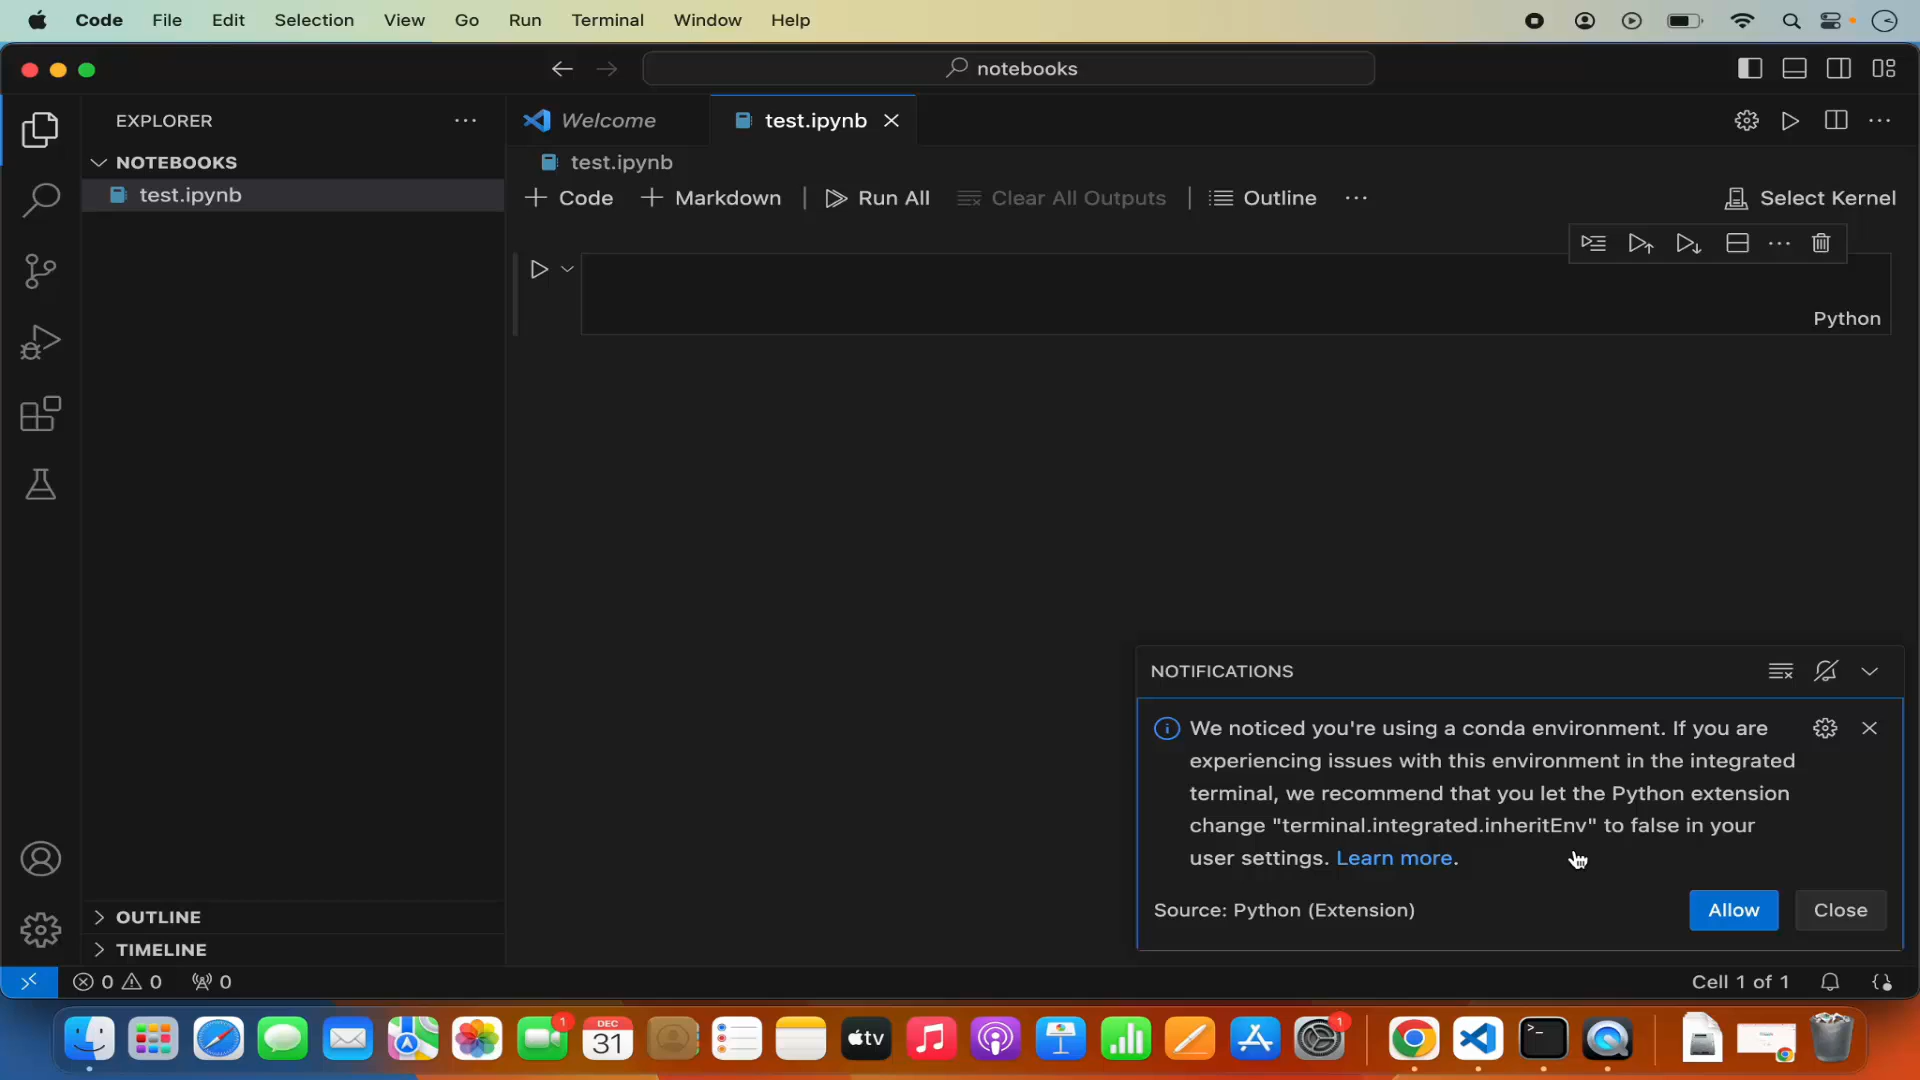 Code File Edit Selection View Go Run Terminal Window Help
notebooks
EXPLORER
NOTEBOOKS
test.ipynb
Welcome
test.ipynb
test.ipynb
Code Markdown Run All Clear All Outputs Outline Select Kernel
Python
NOTIFICATIONS
We noticed you're using a conda environment. If you are
experiencing issues with this environment in the integrated
terminal, we recommend that you let the Python extension
change "terminal.integrated.inheritEnv" to false in your
user settings. Learn more.
Source: Python (Extension)
Allow
Close
OUTLINE
TIMELINE
0 0 0
Cell 1 of 1
1
DEC
31
tv
1